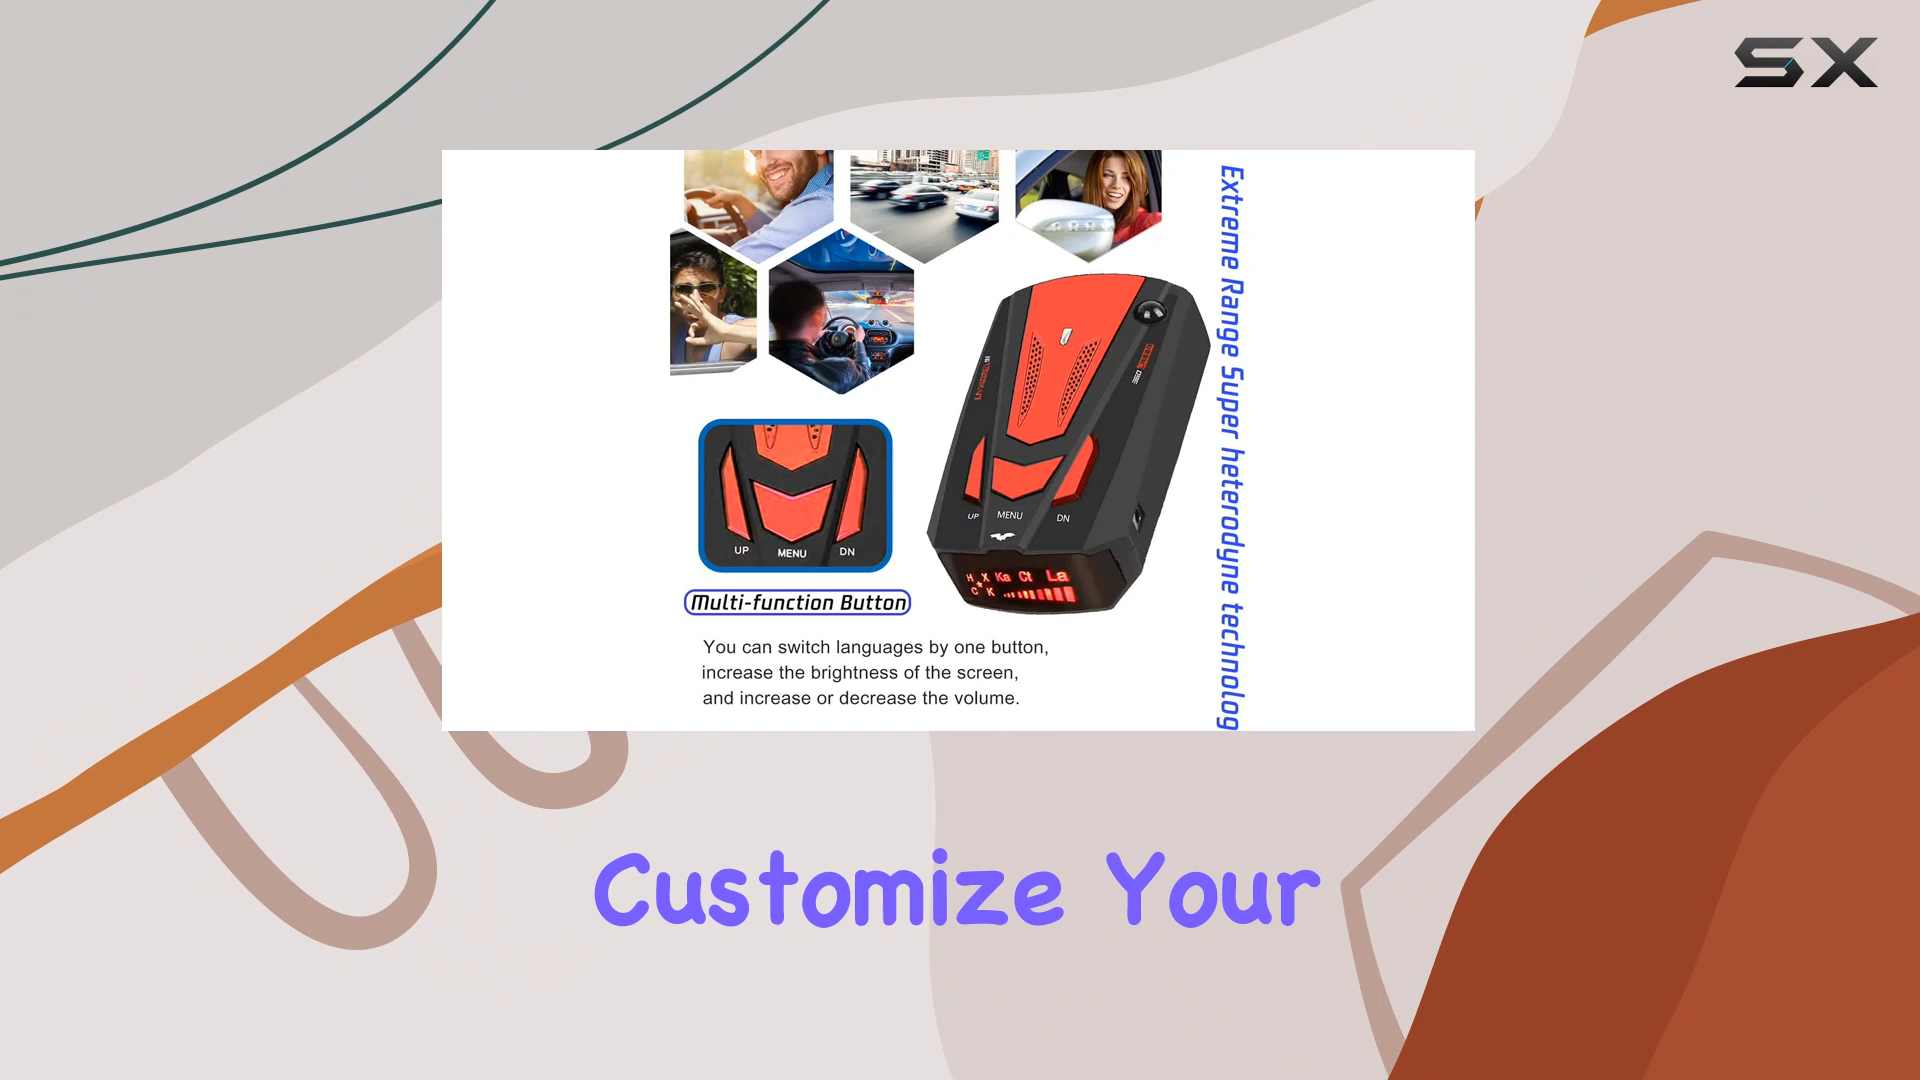 SX
Extreme Range Super heterodyne technolog
UP MENU DN
UP MENU DN
H X Ka Ct La
C K
Multi-function Button
You can switch languages by one button,
increase the brightness of the screen,
and increase or decrease the volume.
Customize Your